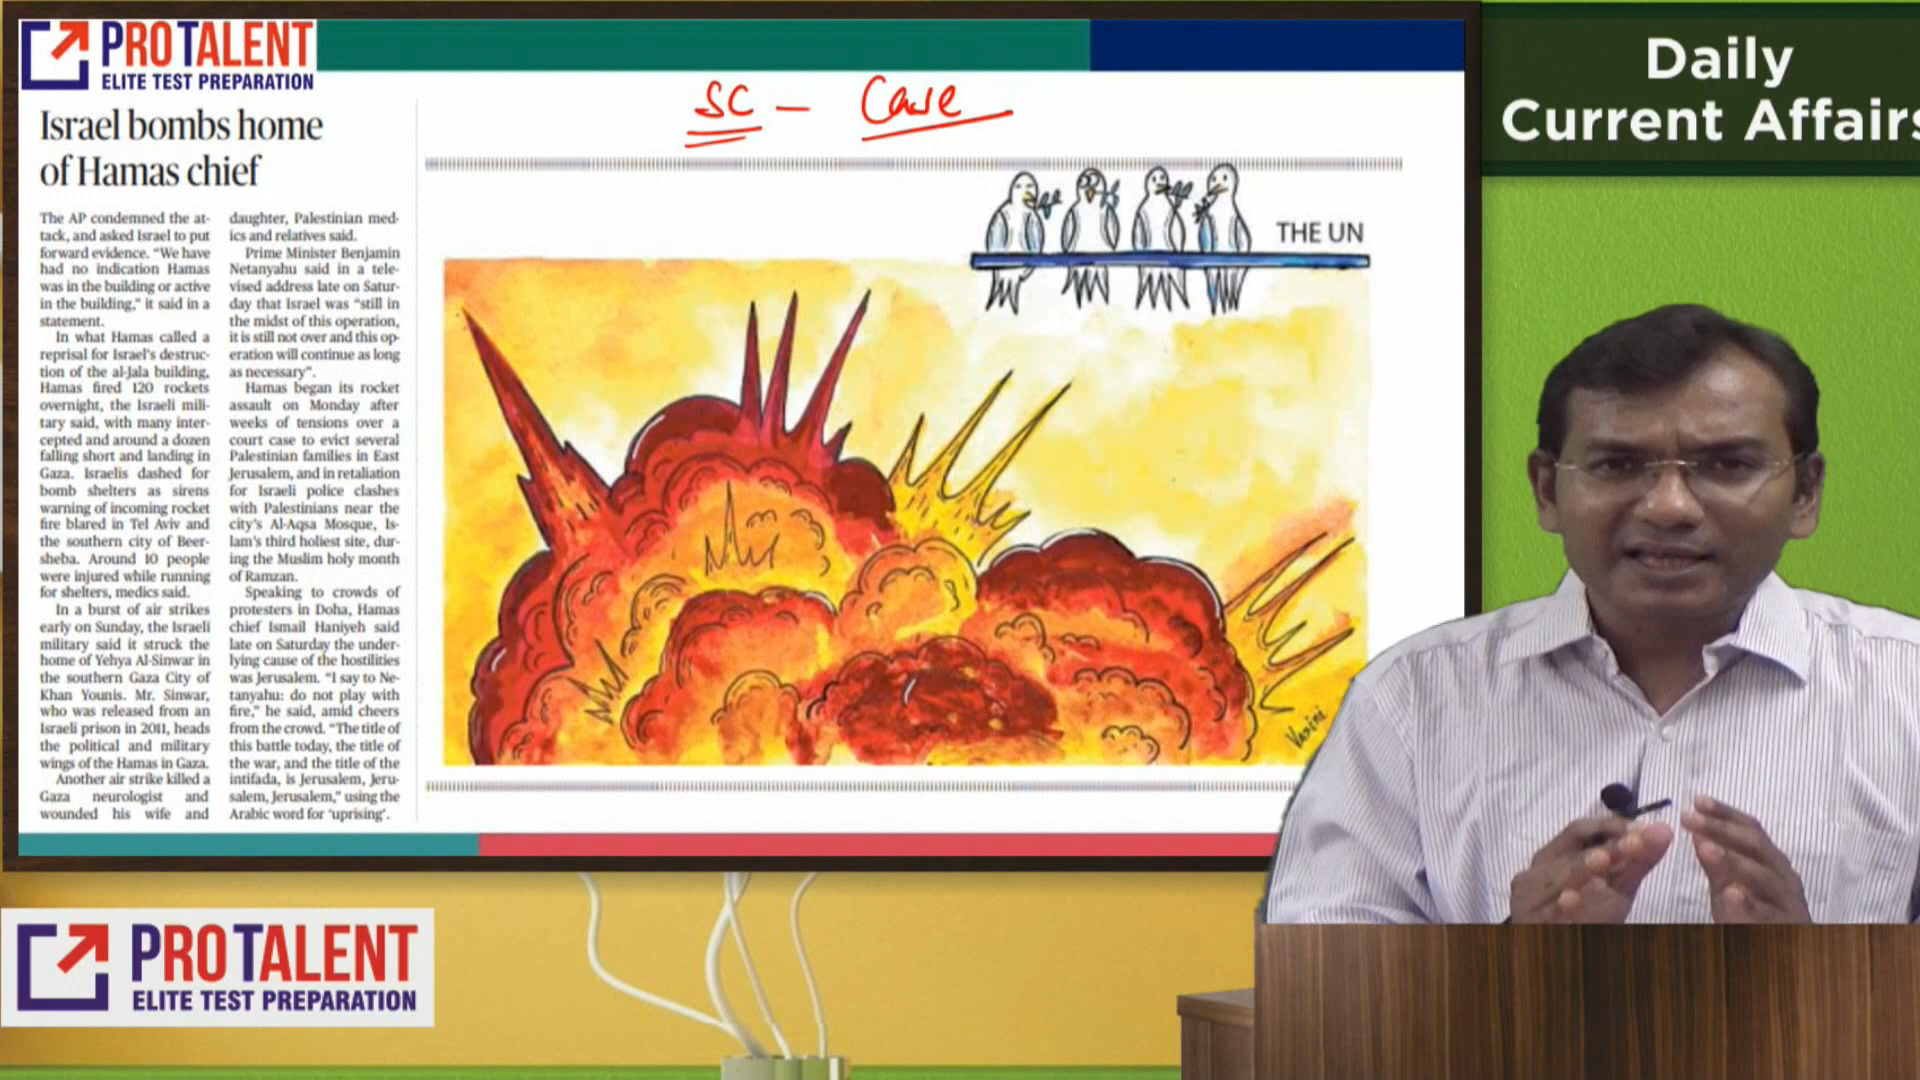 PROTALENT
ELITE TEST PREPARATION
Daily
Current Affairs
SC - Case
Israel bombs home
of Hamas chief
The AP condemned the at-
tack, and asked Israel to put
forward evidence. “We have
had no indication Hamas
was in the building or active
in the building,” it said in a
statement.
In what Hamas called a
reprisal for Israel’s destruc-
tion of the al-Jala building,
Hamas fired 120 rockets
overnight, the Israeli mili-
tary said, with many inter-
cepted and around a dozen
falling short and landing in
Gaza. Israelis dashed for
bomb shelters as sirens
warning of incoming rocket
fire blared in Tel Aviv and
the southern city of Beer-
sheba. Around 10 people
were injured while running
for shelters, medics said.
In a burst of air strikes
early on Sunday, the Israeli
military said it struck the
home of Yehya Al-Sinwar in
the southern Gaza City of
Khan Younis. Mr. Sinwar,
who was released from an
Israeli prison in 2011, heads
the political and military
wings of the Hamas in Gaza.
Another air strike killed a
Gaza neurologist and
wounded his wife and
daughter, Palestinian med-
ics and relatives said.
Prime Minister Benjamin
Netanyahu said in a tele-
vised address late on Satur-
day that Israel was “still in
the midst of this operation,
it is still not over and this op-
eration will continue as long
as necessary”.
Hamas began its rocket
assault on Monday after
weeks of tensions over a
court case to evict several
Palestinian families in East
Jerusalem, and in retaliation
for Israeli police clashes
with Palestinians near the
city’s Al-Aqsa Mosque, Is-
lam’s third holiest site, dur-
ing the Muslim holy month
of Ramzan.
Speaking to crowds of
protesters in Doha, Hamas
chief Ismail Haniyeh said
late on Saturday the under-
lying cause of the hostilities
was Jerusalem. “I say to Ne-
tanyahu: do not play with
fire,” he said, amid cheers
from the crowd. “The title of
this battle today, the title of
the war, and the title of the
intifada, is Jerusalem, Jeru-
salem, Jerusalem,” using the
Arabic word for ‘uprising’.
THE UN
Vasini
PROTALENT
ELITE TEST PREPARATION